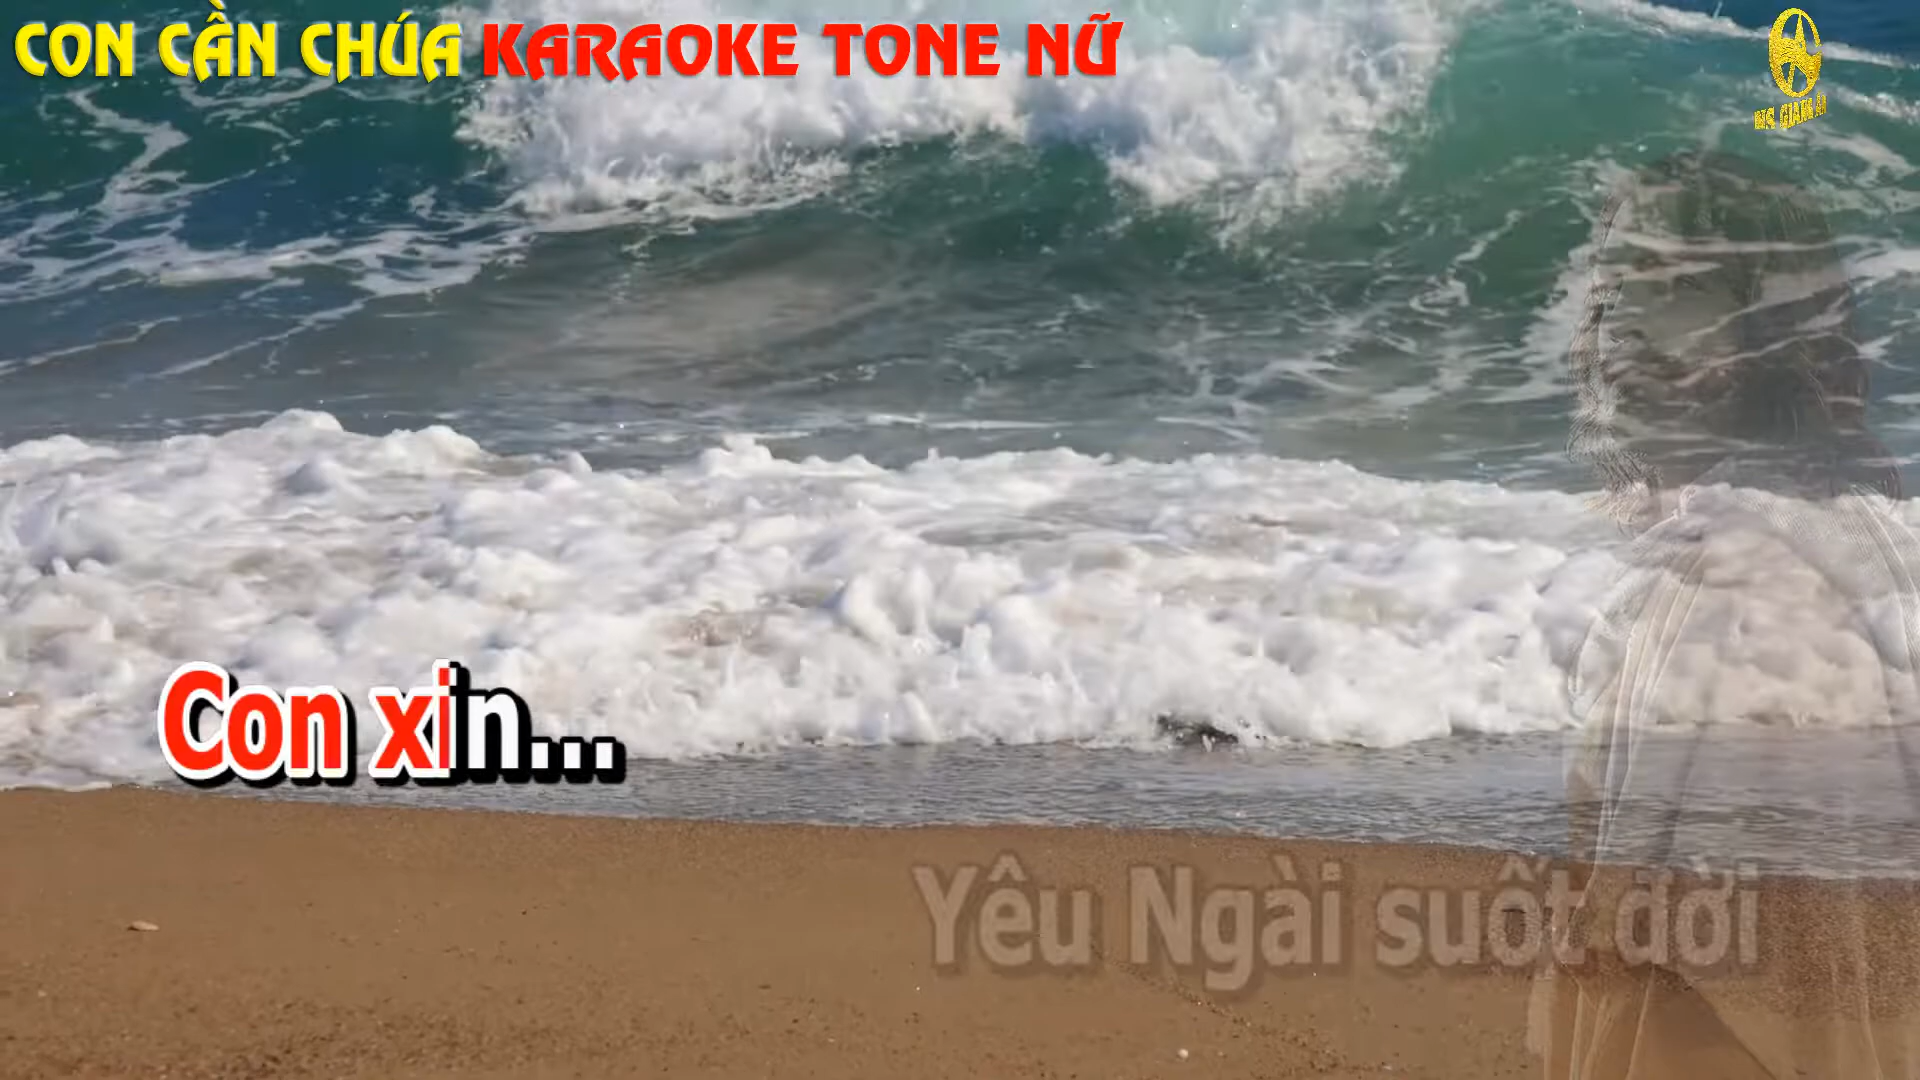 CON CẦN CHÚA KARAOKE TONE NỮ
Con xin...
Yêu Ngài suốt đời